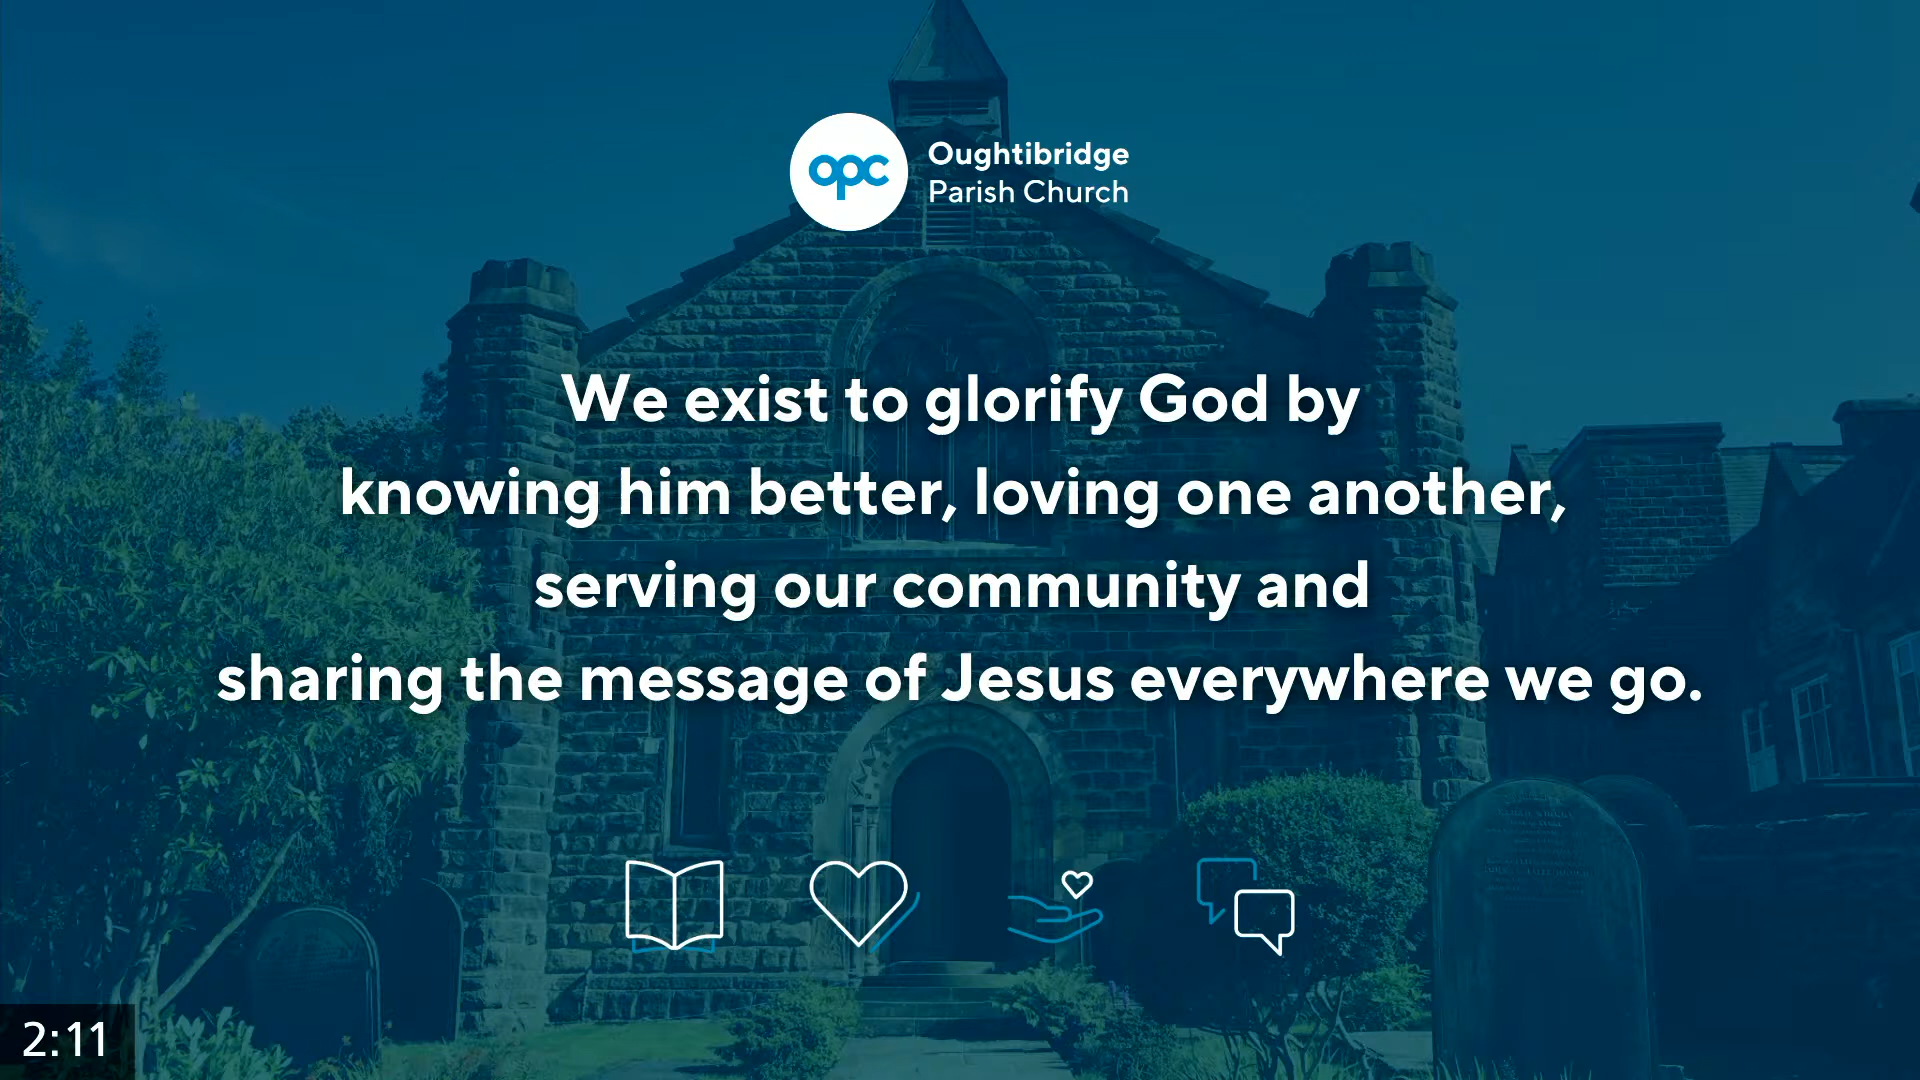 opc
Oughtibridge
Parish Church
We exist to glorify God by
knowing him better, loving one another,
serving our community and
sharing the message of Jesus everywhere we go.
2:11